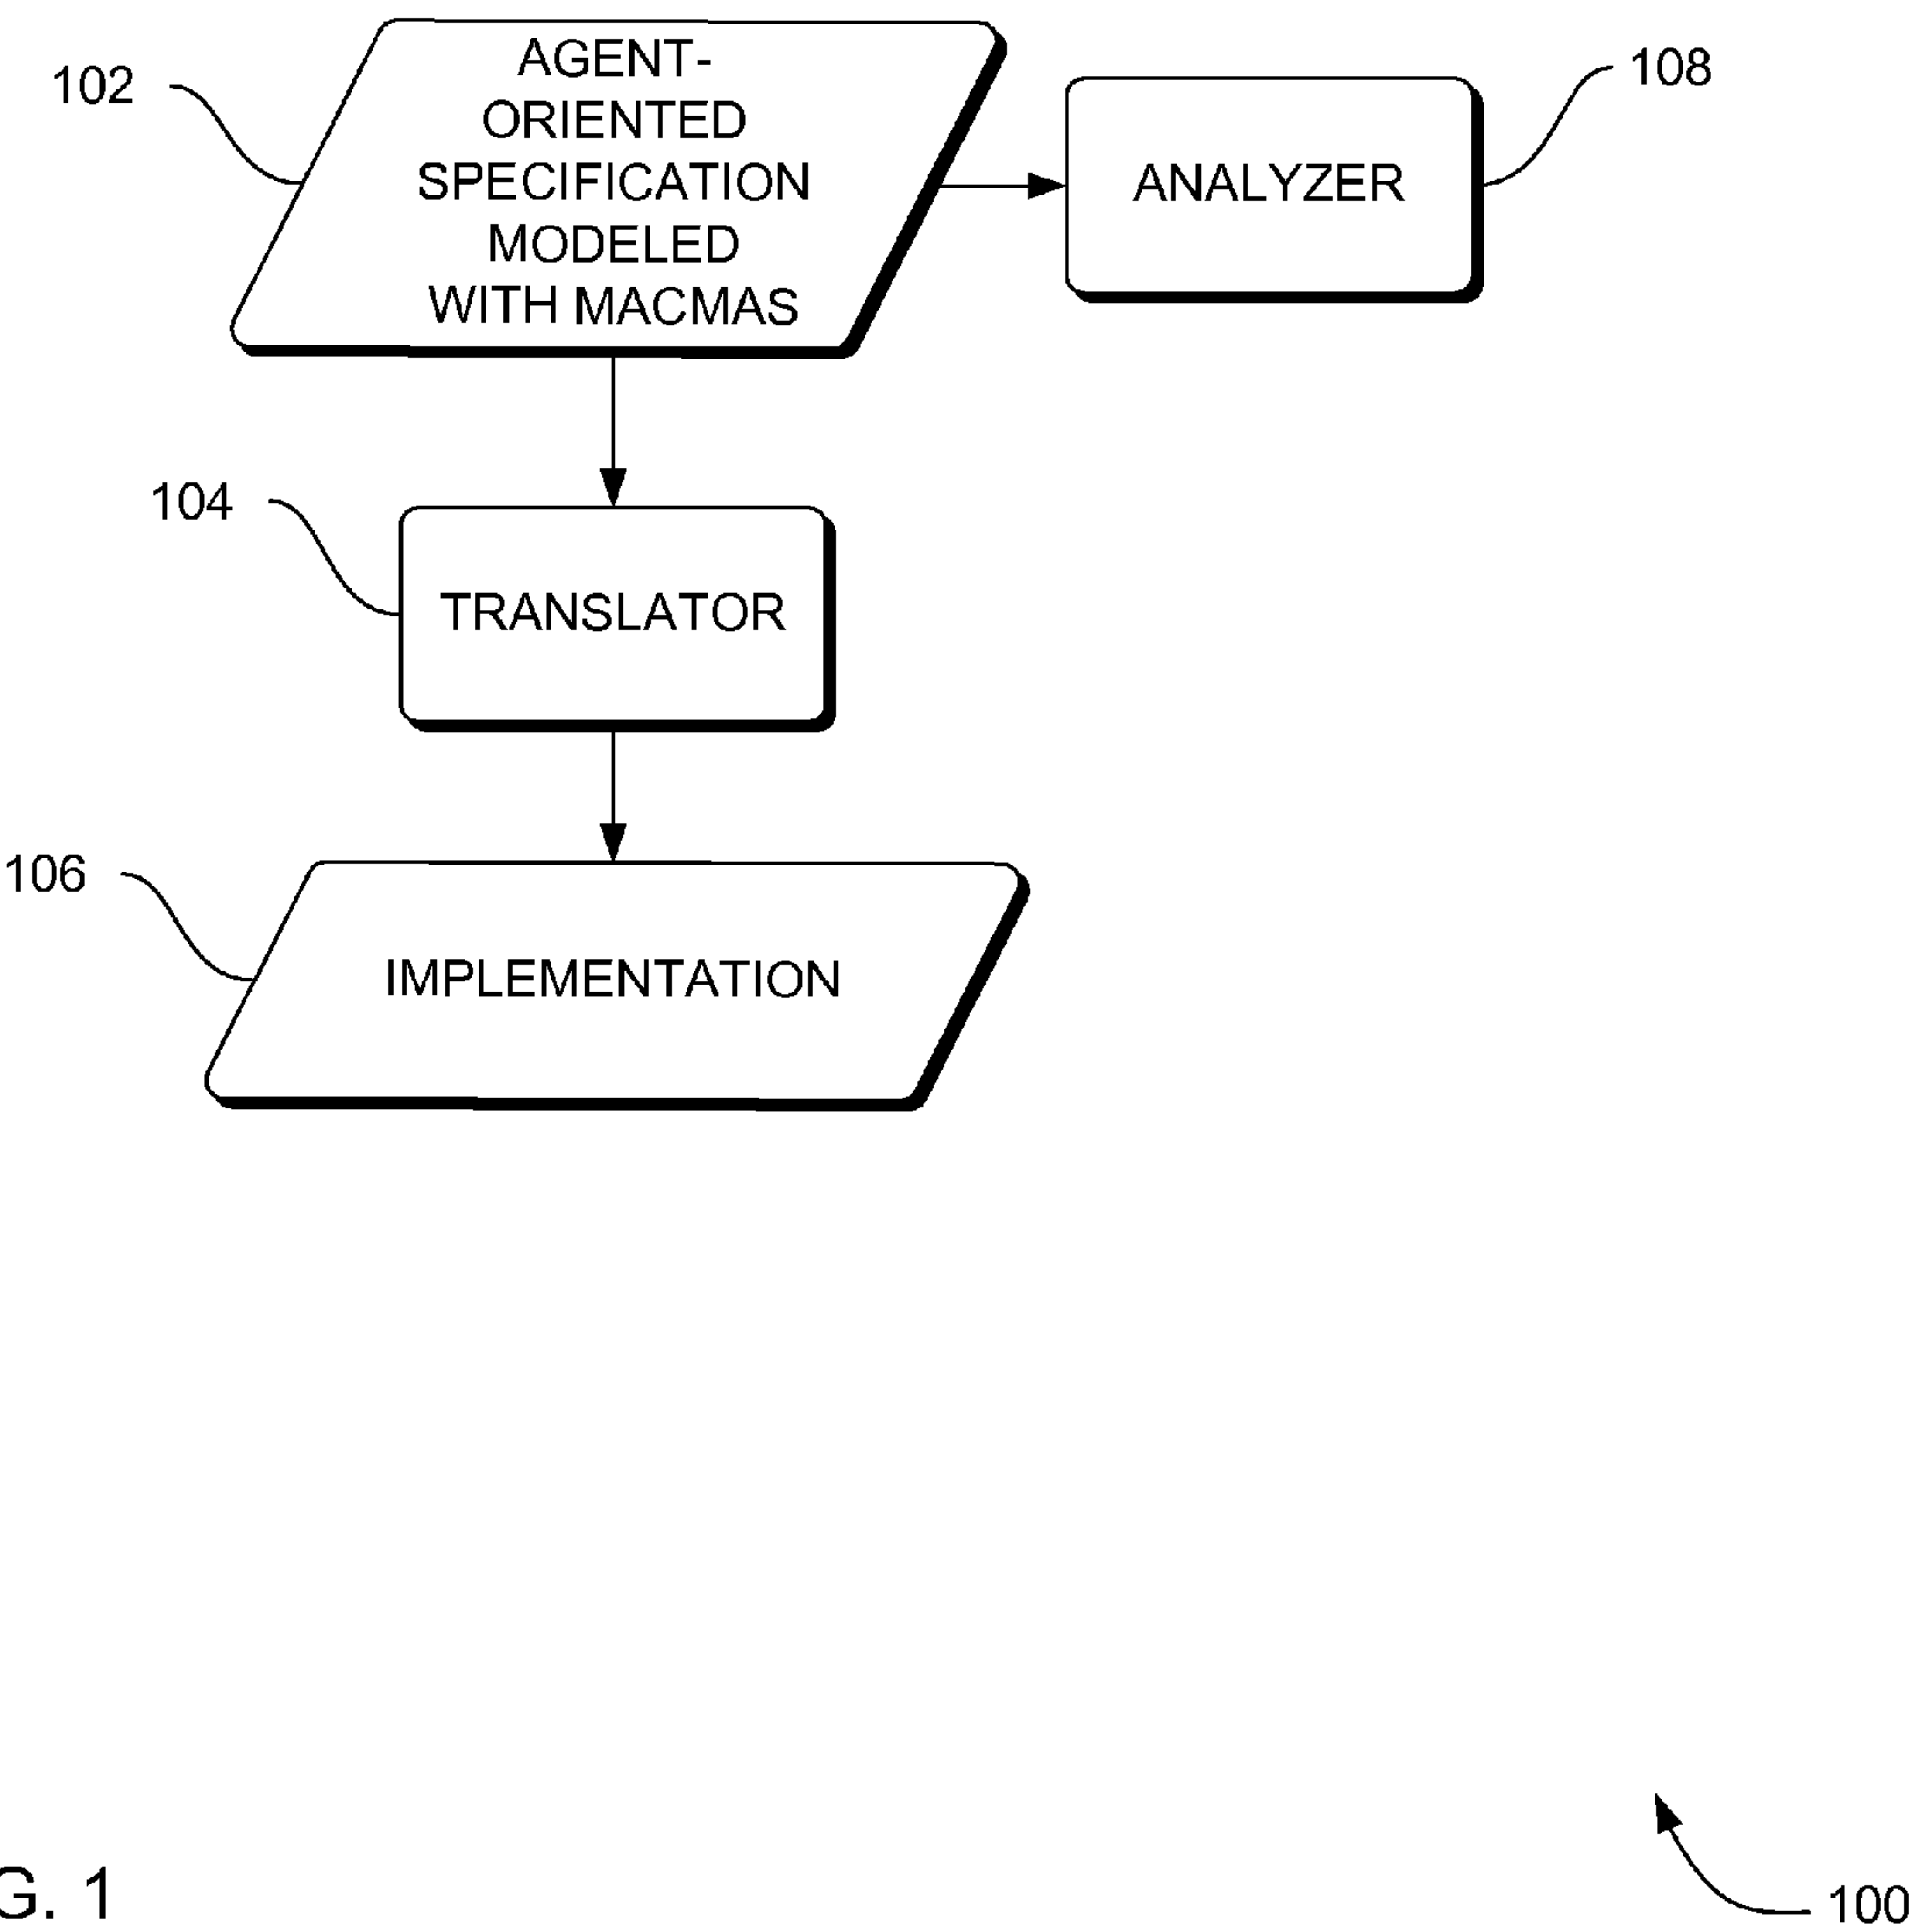 102
AGENT-
ORIENTED
SPECIFICATION
MODELED
WITH MACMAS
108
ANALYZER
104
TRANSLATOR
106
IMPLEMENTATION
G. 1
100